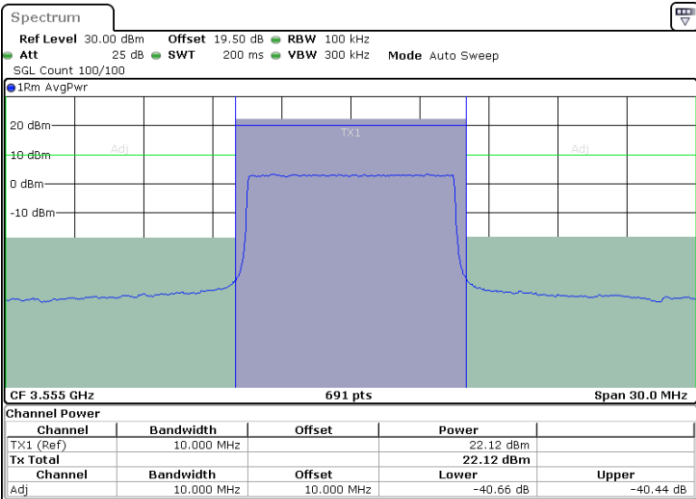 Spectrum
Ref Level 30.00 dBm Offset 19.50 dB RBW 100 kHz
Att 25 dB SWT 200 ms VBW 300 kHz Mode Auto Sweep
SGL Count 100/100
1Rm AvgPwr
20 dBm
TX1
10 dBm Adj Adj
0 dBm
-10 dBm
CF 3.555 GHz 691 pts Span 30.0 MHz
Channel Power
Channel Bandwidth Offset Power
TX1 (Ref) 10.000 MHz 22.12 dBm
Tx Total 22.12 dBm
Channel Bandwidth Offset Lower Upper
Adj 10.000 MHz 10.000 MHz -40.66 dB -40.44 dB